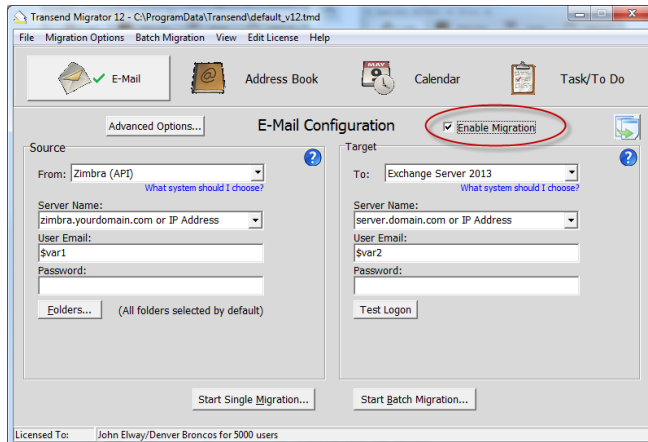 Transend Migrator 12 - C:\ProgramData\Transend\default_v12.tmd
File Migration Options Batch Migration View Edit License Help
E-Mail Address Book MAY 9 Calendar Task/To Do
Advanced Options... E-Mail Configuration Enable Migration
Source Target
From: Zimbra (API) To: Exchange Server 2013
What system should I choose? What system should I choose?
Server Name: Server Name:
zimbra.yourdomain.com or IP Address server.domain.com or IP Address
User Email: User Email:
$var1 $var2
Password: Password:
Folders... (All folders selected by default) Test Logon
Start Single Migration... Start Batch Migration...
Licensed To: John Elway/Denver Broncos for 5000 users